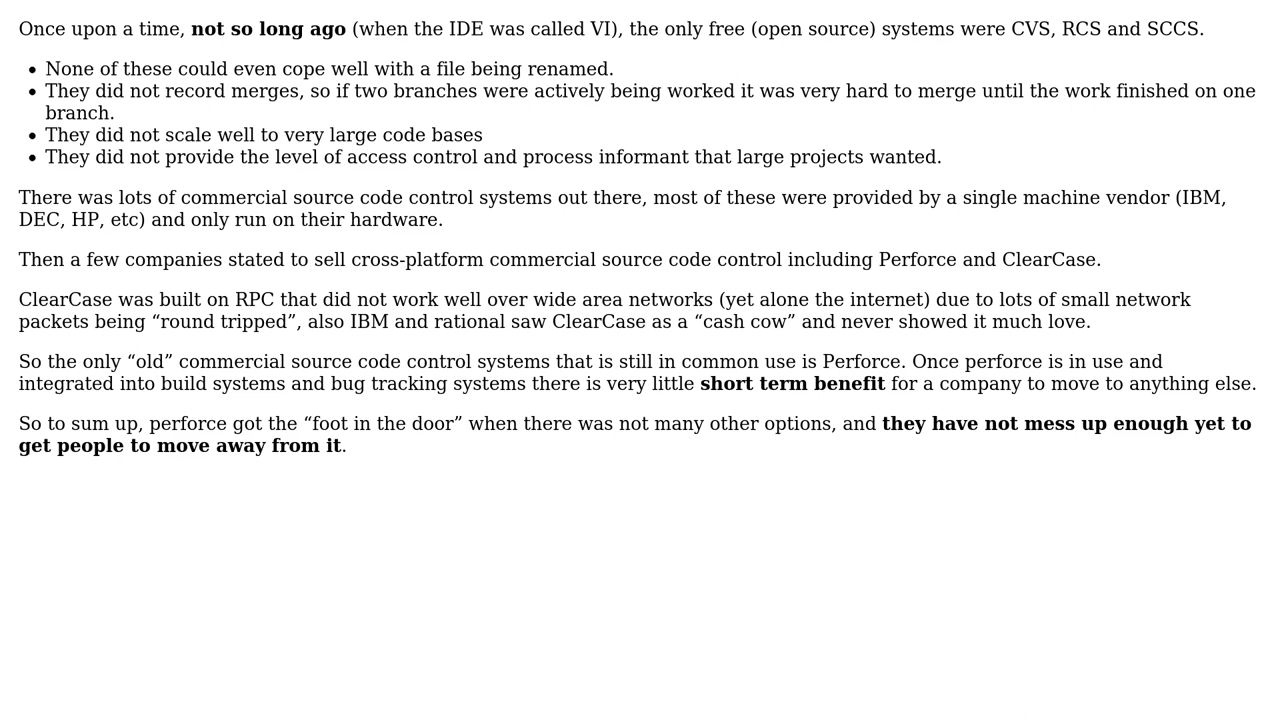 Once upon a time, not so long ago (when the IDE was called VI), the only free (open source) systems were CVS, RCS and SCCS.
• None of these could even cope well with a file being renamed.
• They did not record merges, so if two branches were actively being worked it was very hard to merge until the work finished on one
branch.
• They did not scale well to very large code bases
• They did not provide the level of access control and process informant that large projects wanted.
There was lots of commercial source code control systems out there, most of these were provided by a single machine vendor (IBM,
DEC, HP, etc) and only run on their hardware.
Then a few companies stated to sell cross-platform commercial source code control including Perforce and ClearCase.
ClearCase was built on RPC that did not work well over wide area networks (yet alone the internet) due to lots of small network
packets being “round tripped”, also IBM and rational saw ClearCase as a “cash cow” and never showed it much love.
So the only “old” commercial source code control systems that is still in common use is Perforce. Once perforce is in use and
integrated into build systems and bug tracking systems there is very little short term benefit for a company to move to anything else.
So to sum up, perforce got the “foot in the door” when there was not many other options, and they have not mess up enough yet to
get people to move away from it.